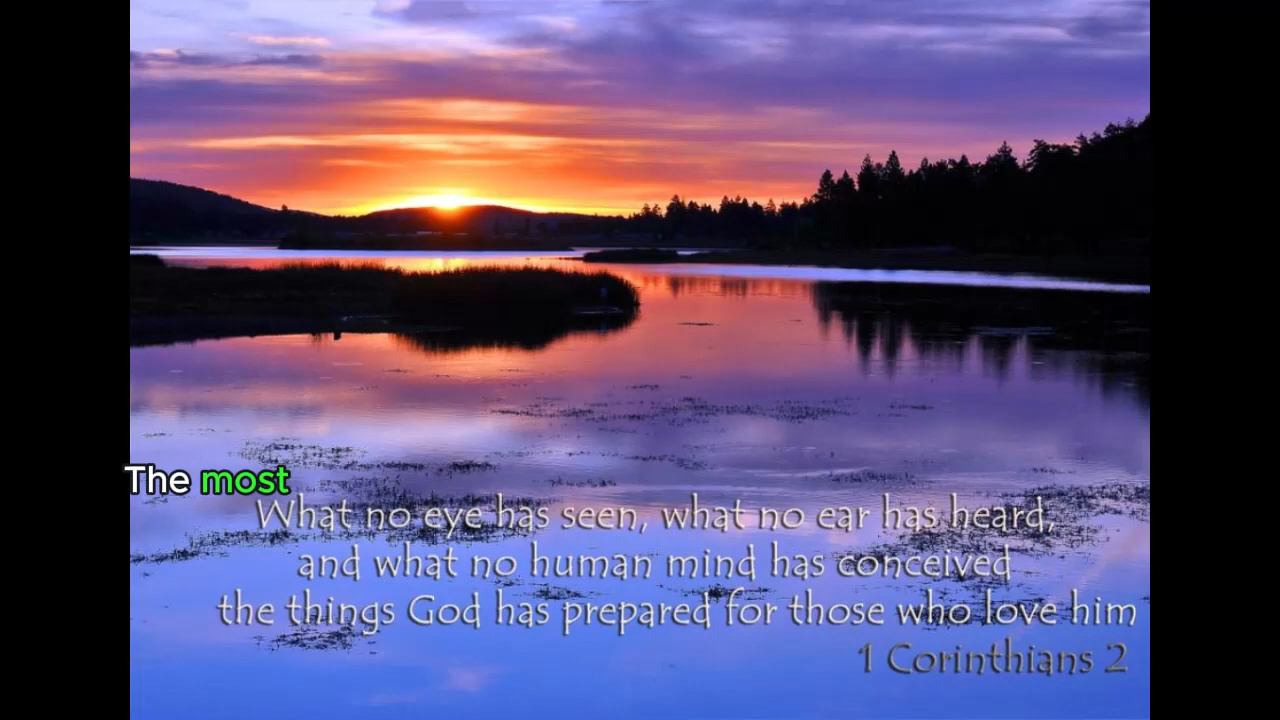 The most
What no eye has seen, what no ear has heard,
and what no human mind has conceived
the things God has prepared for those who love him
1 Corinthians 2